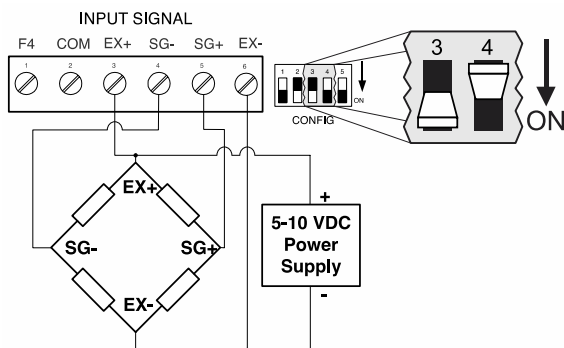 INPUT SIGNAL
F4 COM EX+ SG- SG+ EX-
1 2 3 4 5 6
1 2 3 4 5
ON
CONFIG
3 4
ON
EX+
SG- SG+
EX-
+
5-10 VDC
Power
Supply
-